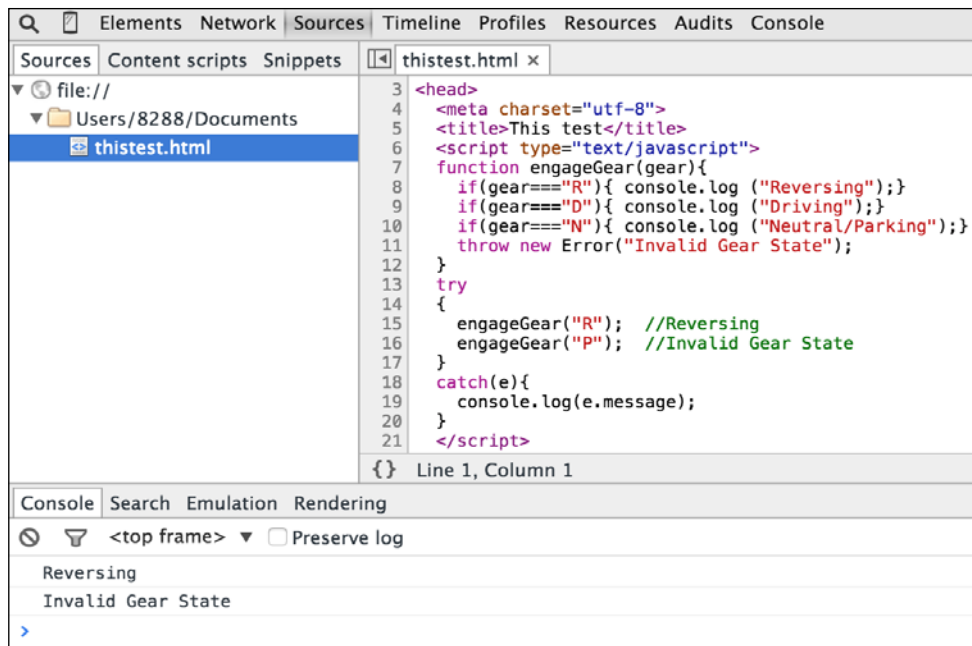 Elements Network Sources Timeline Profiles Resources Audits Console
Sources Content scripts Snippets
thistest.html ×
file://
Users/8288/Documents
thistest.html
3 <head>
4 <meta charset="utf-8">
5 <title>This test</title>
6 <script type="text/javascript">
7 function engageGear(gear){
8 if(gear==="R"){ console.log ("Reversing");}
9 if(gear==="D"){ console.log ("Driving");}
10 if(gear==="N"){ console.log ("Neutral/Parking");}
11 throw new Error("Invalid Gear State");
12 }
13 try
14 {
15 engageGear("R"); //Reversing
16 engageGear("P"); //Invalid Gear State
17 }
18 catch(e){
19 console.log(e.message);
20 }
21 </script>
{} Line 1, Column 1
Console Search Emulation Rendering
<top frame> ▼ Preserve log
Reversing
Invalid Gear State
>